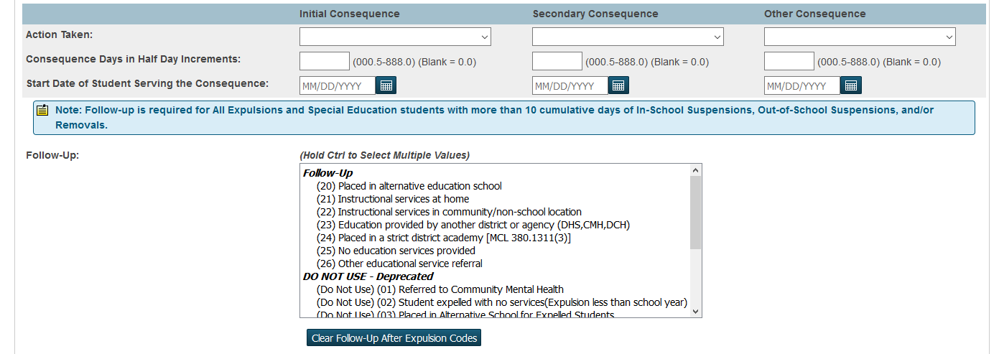 Initial Consequence Secondary Consequence Other Consequence
Action Taken:
Consequence Days in Half Day Increments: (000.5-888.0) (Blank = 0.0) (000.5-888.0) (Blank = 0.0) (000.5-888.0) (Blank = 0.0)
Start Date of Student Serving the Consequence: MM/DD/YYYY MM/DD/YYYY MM/DD/YYYY
Note: Follow-up is required for All Expulsions and Special Education students with more than 10 cumulative days of In-School Suspensions, Out-of-School Suspensions, and/or
Removals.
Follow-Up: (Hold Ctrl to Select Multiple Values)
Follow-Up
(20) Placed in alternative education school
(21) Instructional services at home
(22) Instructional services in community/non-school location
(23) Education provided by another district or agency (DHS,CMH,DCH)
(24) Placed in a strict district academy [MCL 380.1311(3)]
(25) No education services provided
(26) Other educational service referral
DO NOT USE - Deprecated
(Do Not Use) (01) Referred to Community Mental Health
(Do Not Use) (02) Student expelled with no services(Expulsion less than school year)
(Do Not Use) (03) Placed in Alternative School for Expelled Students
Clear Follow-Up After Expulsion Codes